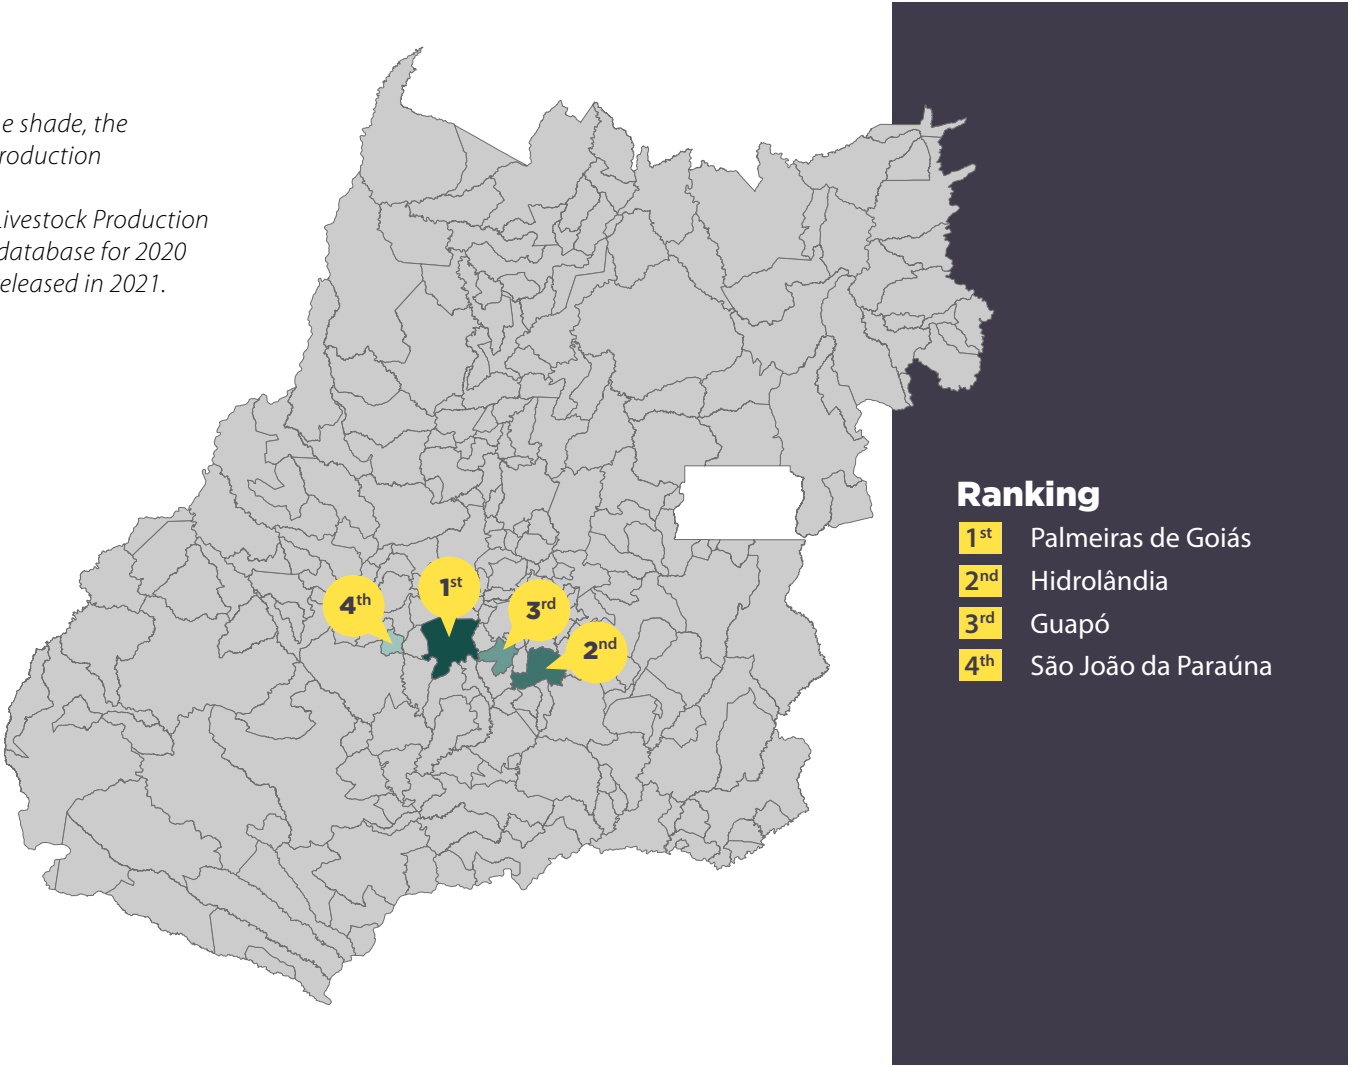 e shade, the
roduction
ivestock Production
database for 2020
eleased in 2021.
4th
1st
3rd
2nd
Ranking
1st Palmeiras de Goiás
2nd Hidrolândia
3rd Guapó
4th São João da Paraúna